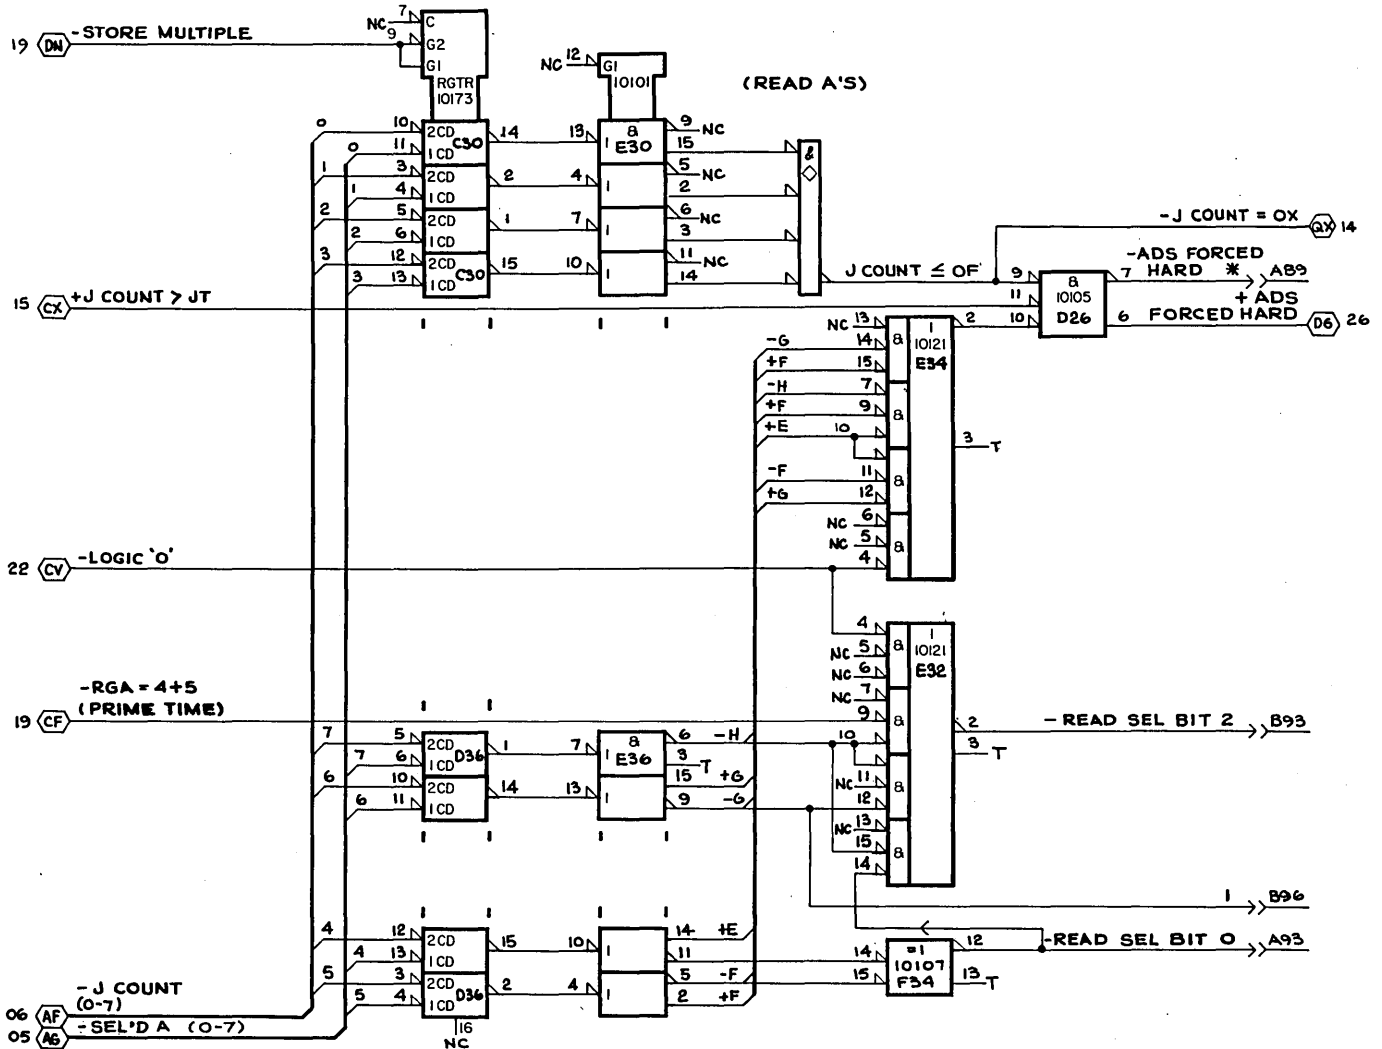 19 DN -STORE MULTIPLE
NC 7 C
9 G2
G1
RGTR
10173
NC 12 G1
10101
(READ A'S)
0 10 2CD C30 14 13 1 & E30 9 NC
0 11 1CD 15
1 3 2CD 2 4 1 5 NC
1 4 1CD 2
2 5 2CD 1 7 1 6 NC
2 6 1CD 3
3 12 2CD C30 15 10 1 11 NC
3 13 1CD 14
&
J COUNT ≤ OF
-J COUNT = OX QX 14
-ADS FORCED
HARD * A89
9 & 7
11 10105
10 D26 6
+ ADS
FORCED HARD D6 26
15 CX +J COUNT > JT
NC 13 & 1 2
-G 14 10121
+F 15 E34
-H 7
+F 9 &
+E 10 3 T
-F 11 &
+G 12
NC 6
NC 5 &
4
22 CV -LOGIC 'O'
4 & 1
NC 5 10121
NC 6 E32
NC 7
9 & 2 -READ SEL BIT 2 B93
10 3 T
NC 11 &
12
NC 13
15 &
14
-RGA = 4+5
19 CF (PRIME TIME)
7 5 2CD D36 1 7 1 & E36 6 -H
7 6 1CD 3 T
6 10 2CD 14 13 1 15 +G
6 11 1CD 9 -G
1 B96
4 12 2CD 15 10 1 14 +E
4 13 1CD 11
5 3 2CD D36 2 4 1 5 -F
5 4 1CD 2 +F
16
NC
14 =1 12 -READ SEL BIT O A93
15 10107 13 T
F34
-J COUNT
06 AF (0-7)
05 AG -SEL'D A (0-7)